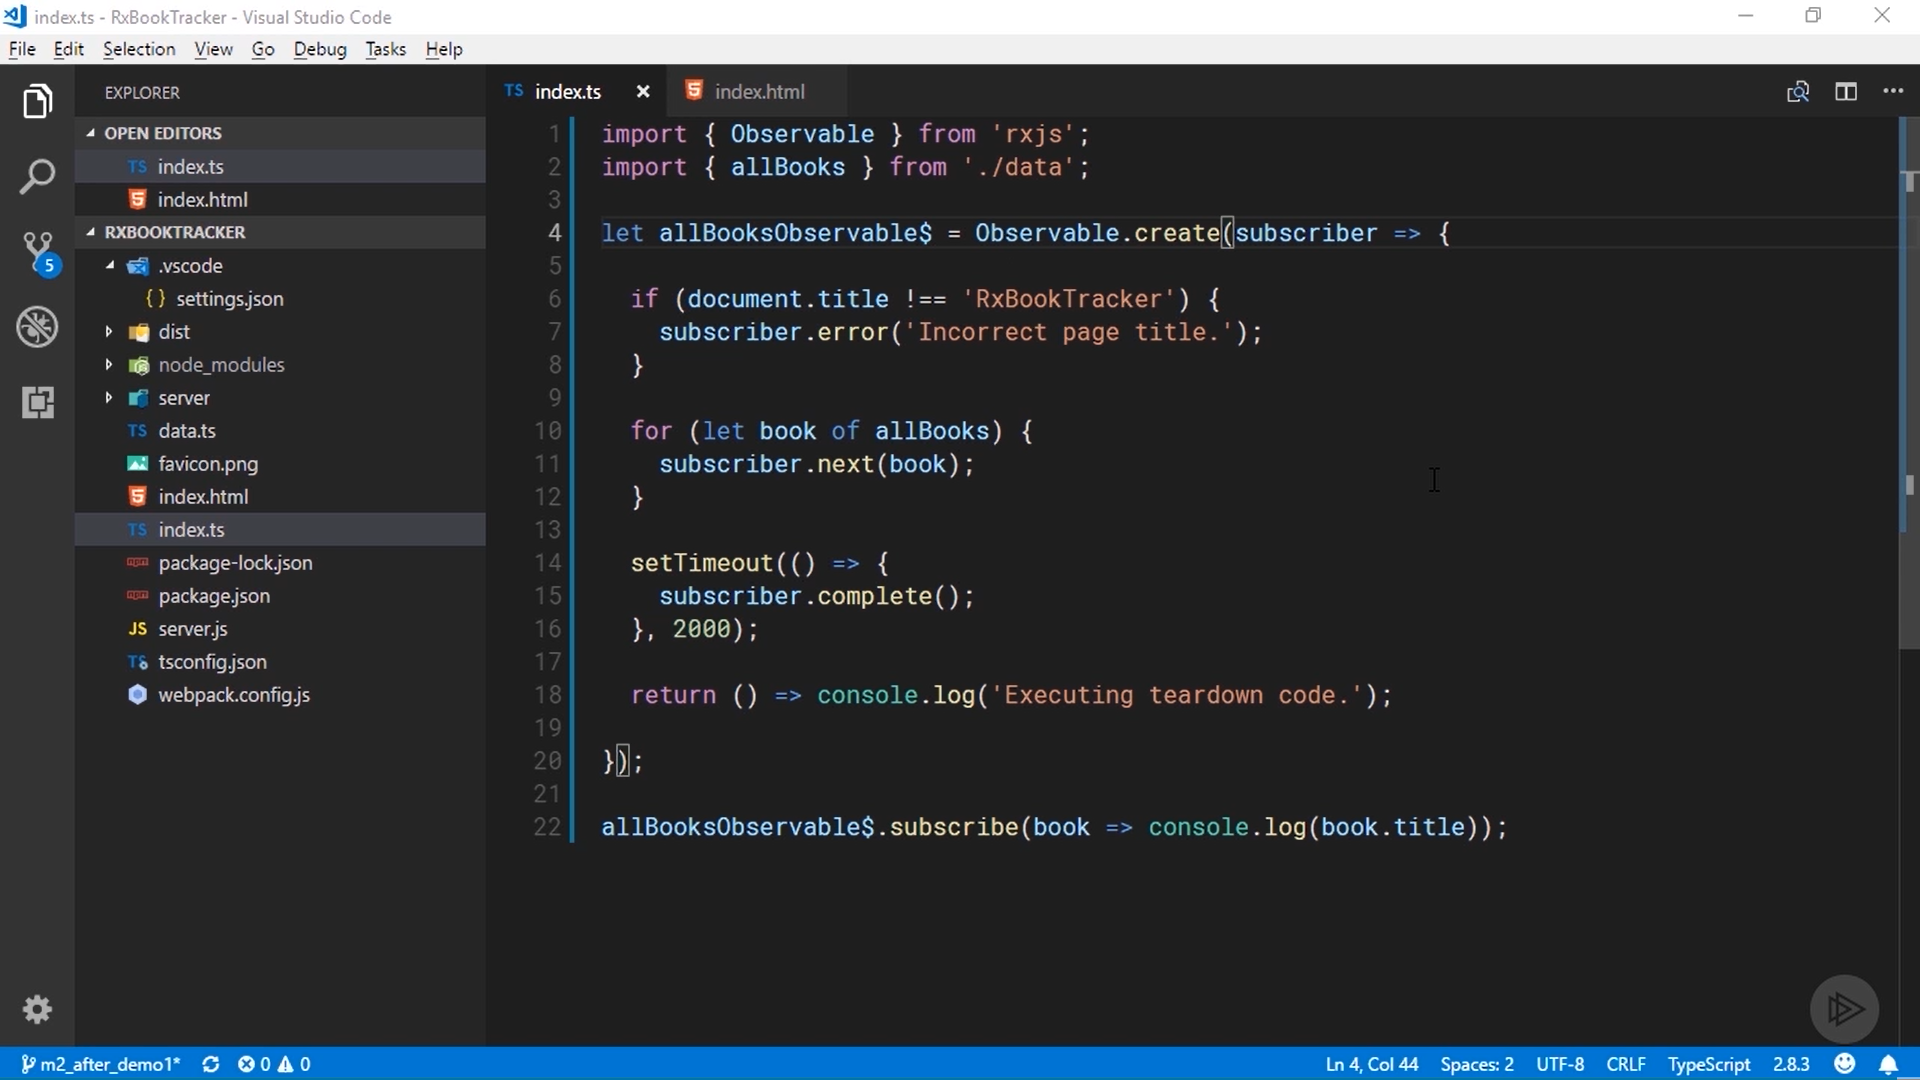 index.ts - RxBookTracker - Visual Studio Code
File Edit Selection View Go Debug Tasks Help
EXPLORER
OPEN EDITORS
TS index.ts
index.html
RXBOOKTRACKER
.vscode
{ } settings.json
dist
node_modules
server
TS data.ts
favicon.png
index.html
TS index.ts
package-lock.json
package.json
JS server.js
TS tsconfig.json
webpack.config.js
5
TS index.ts index.html
1 import { Observable } from 'rxjs';
2 import { allBooks } from './data';
3
4 let allBooksObservable$ = Observable.create(subscriber => {
5
6 if (document.title !== 'RxBookTracker') {
7 subscriber.error('Incorrect page title.');
8 }
9
10 for (let book of allBooks) {
11 subscriber.next(book);
12 }
13
14 setTimeout(() => {
15 subscriber.complete();
16 }, 2000);
17
18 return () => console.log('Executing teardown code.');
19
20 });
21
22 allBooksObservable$.subscribe(book => console.log(book.title));
m2_after_demo1* 0 0 Ln 4, Col 44 Spaces: 2 UTF-8 CRLF TypeScript 2.8.3